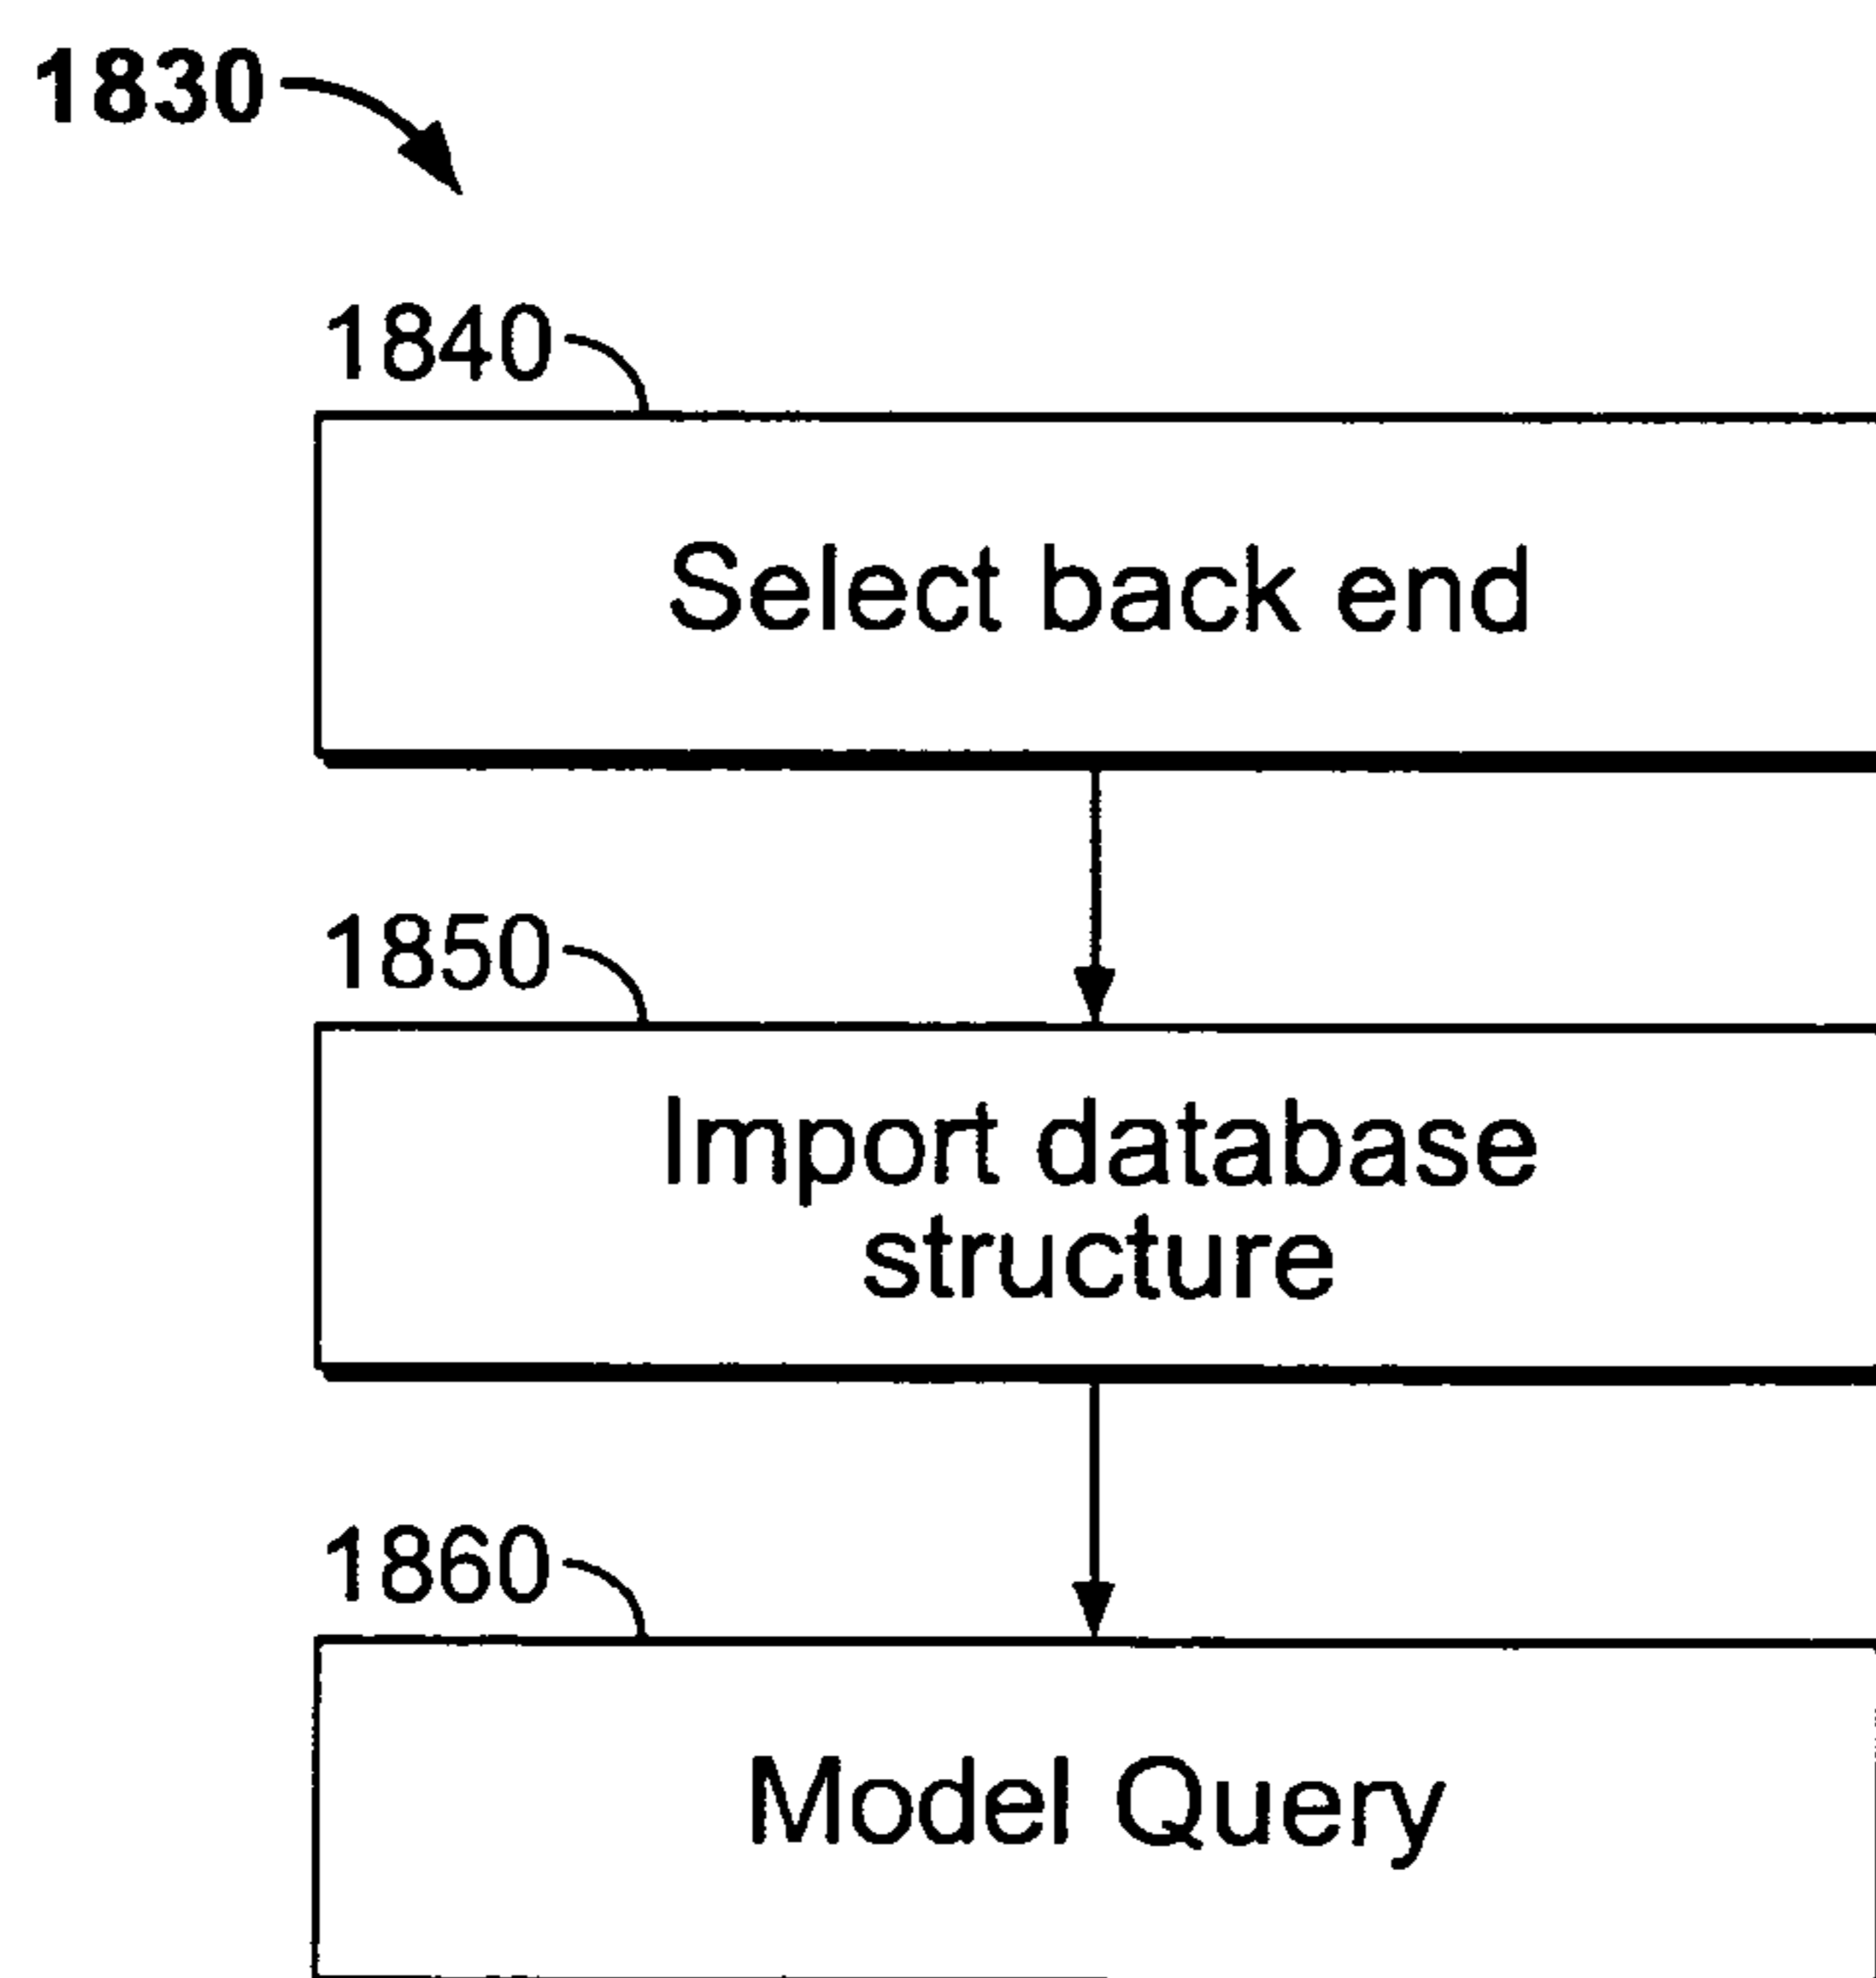 1830
1840
Select back end
1850
Import database
structure
1860
Model Query